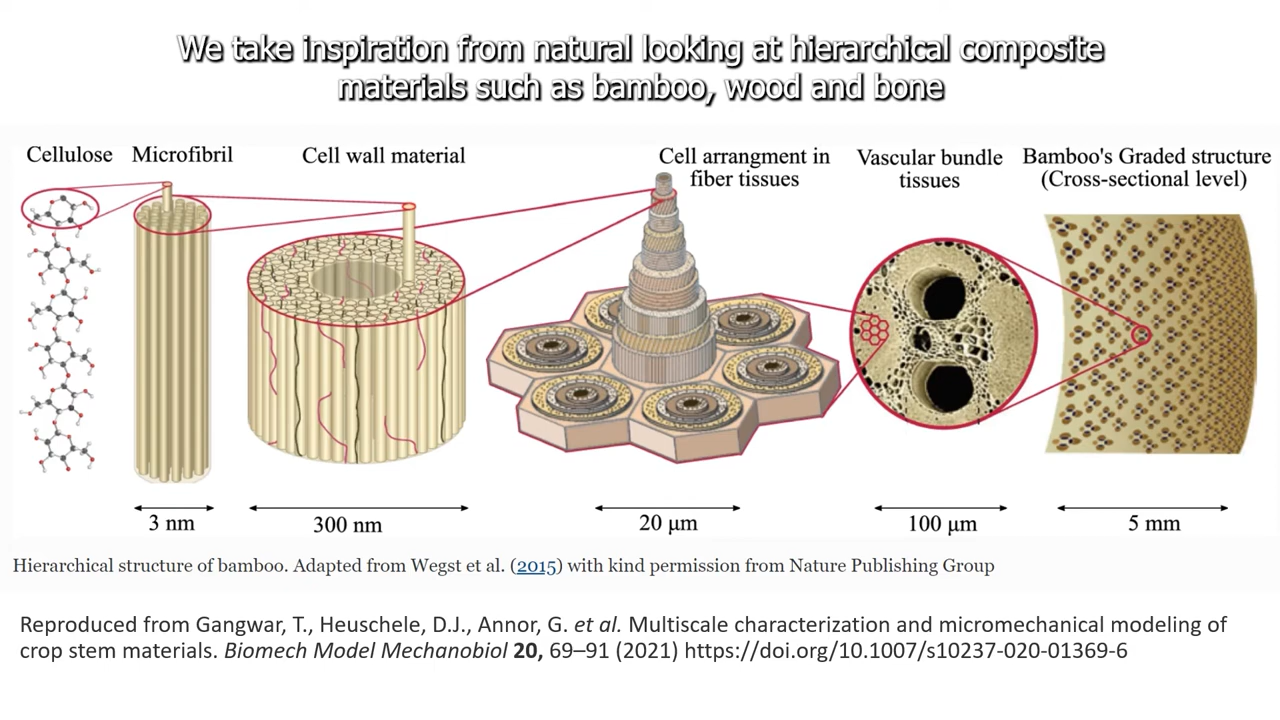 We take inspiration from natural looking at hierarchical composite
materials such as bamboo, wood and bone
Cellulose
Microfibril
Cell wall material
Cell arrangment in
fiber tissues
Vascular bundle
tissues
Bamboo's Graded structure
(Cross-sectional level)
3 nm
300 nm
20 μm
100 μm
5 mm
Hierarchical structure of bamboo. Adapted from Wegst et al. (2015) with kind permission from Nature Publishing Group
Reproduced from Gangwar, T., Heuschele, D.J., Annor, G. et al. Multiscale characterization and micromechanical modeling of
crop stem materials. Biomech Model Mechanobiol 20, 69–91 (2021) https://doi.org/10.1007/s10237-020-01369-6